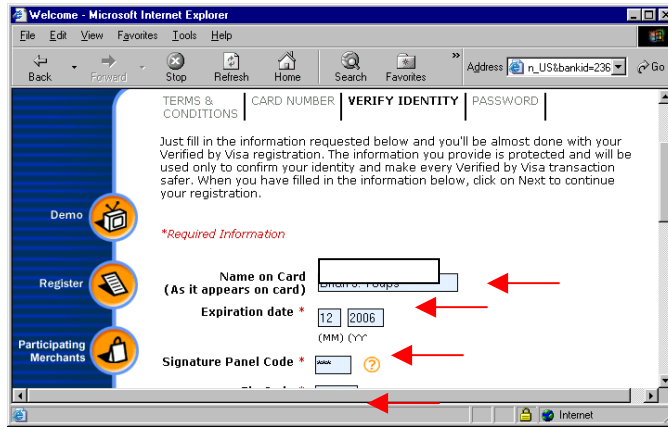 Welcome - Microsoft Internet Explorer
File Edit View Favorites Tools Help
Back Forward Stop Refresh Home Search Favorites » Address n_US&bankid=236 Go
TERMS & CONDITIONS CARD NUMBER VERIFY IDENTITY PASSWORD
Just fill in the information requested below and you'll be almost done with your
Verified by Visa registration. The information you provide is protected and will be
used only to confirm your identity and make every Verified by Visa transaction
safer. When you have filled in the information below, click on Next to continue
your registration.
Demo
*Required Information
Register
Name on Card
(As it appears on card)
Expiration date * 12 2006
(MM)
Participating
Merchants
Signature Panel Code * *** ?
Internet